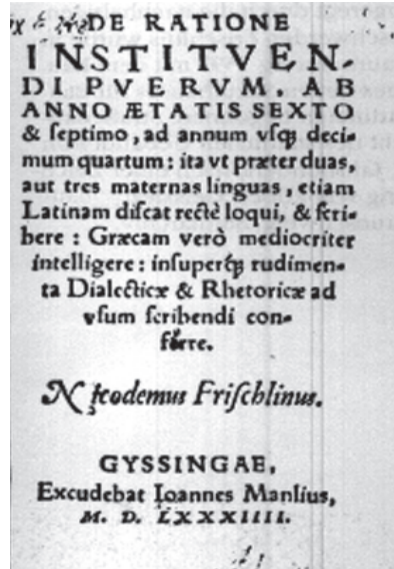 DE RATIONE
INSTITVEN-
DI PVERVM AB
ANNO ÆTATIS SEXTO
& ſeptimo, ad annum vſq; deci-
mum quartum: ita vt præter duas,
aut tres maternas linguas, etiam
Latinam diſcat rectè loqui, & ſcri-
bere: Græcam verò mediocriter
intelligere: inſuperq; rudimen-
ta Dialecticæ & Rhetoricæ ad
vſum ſcribendi con-
Nicodemus Friſchlinus.
GYSSINGAE,
Excudebat Ioannes Manlius,
M. D. LXXXIIII.